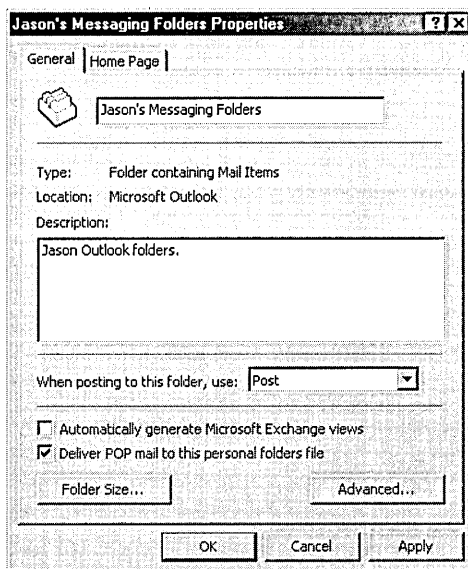 Jason's Messaging Folders Properties ? X
General Home Page
Jason's Messaging Folders
Type: Folder containing Mail Items
Location: Microsoft Outlook
Description:
Jason Outlook folders.
When posting to this folder, use: Post
Automatically generate Microsoft Exchange views
Deliver POP mail to this personal folders file
Folder Size... Advanced...
OK Cancel Apply